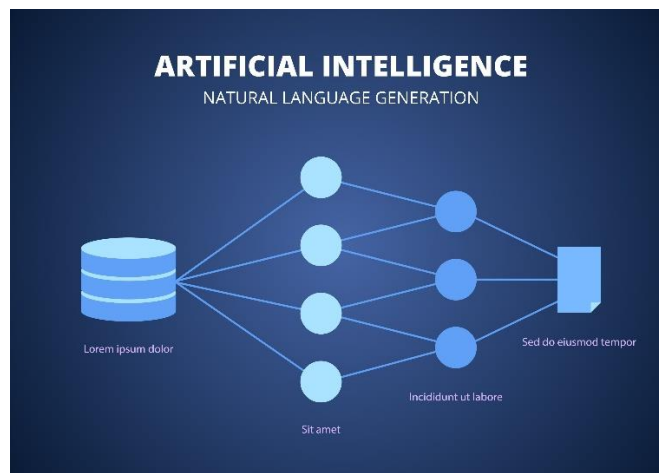 ARTIFICIAL INTELLIGENCE
NATURAL LANGUAGE GENERATION
Lorem ipsum dolor
Sed do eiusmod tempor
Incididunt ut labore
Sit amet